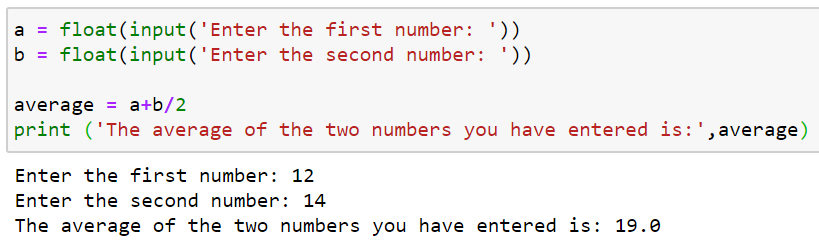 a = float(input('Enter the first number: '))
b = float(input('Enter the second number: '))
average = a+b/2
print ('The average of the two numbers you have entered is:',average)
Enter the first number: 12
Enter the second number: 14
The average of the two numbers you have entered is: 19.0